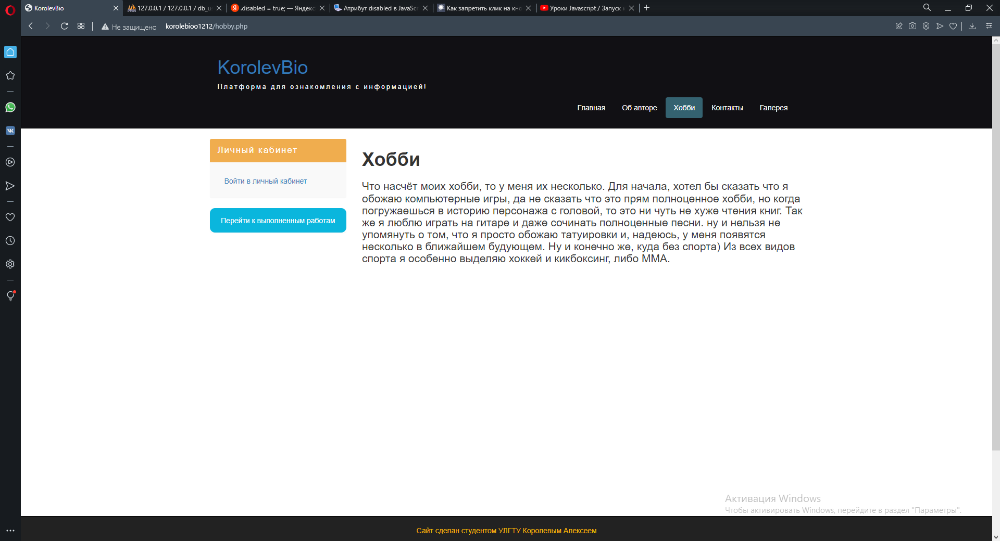 KorolevBio
127.0.0.1 / 127.0.0.1 / db_u
.disabled = true; — Яндекс
Атрибут disabled в JavaSc
Как запретить клик на кно
Уроки Javascript / Запуск
Не защищено
korolebioo1212/hobby.php
KorolevBio
Платформа для ознакомления с информацией!
Главная
Об авторе
Хобби
Контакты
Галерея
Личный кабинет
Войти в личный кабинет
Перейти к выполненным работам
Хобби
Что насчёт моих хобби, то у меня их несколько. Для начала, хотел бы сказать что я
обожаю компьютерные игры, да не сказать что это прям полноценное хобби, но когда
погружаешься в историю персонажа с головой, то это ни чуть не хуже чтения книг. Так
же я люблю играть на гитаре и даже сочинать полноценные песни. ну и нельзя не
упомянуть о том, что я просто обожаю татуировки и, надеюсь, у меня появятся
несколько в ближайшем будующем. Ну и конечно же, куда без спорта) Из всех видов
спорта я особенно выделяю хоккей и кикбоксинг, либо ММА.
Активация Windows
Чтобы активировать Windows, перейдите в раздел "Параметры".
Сайт сделан студентом УЛГТУ Королевым Алексеем